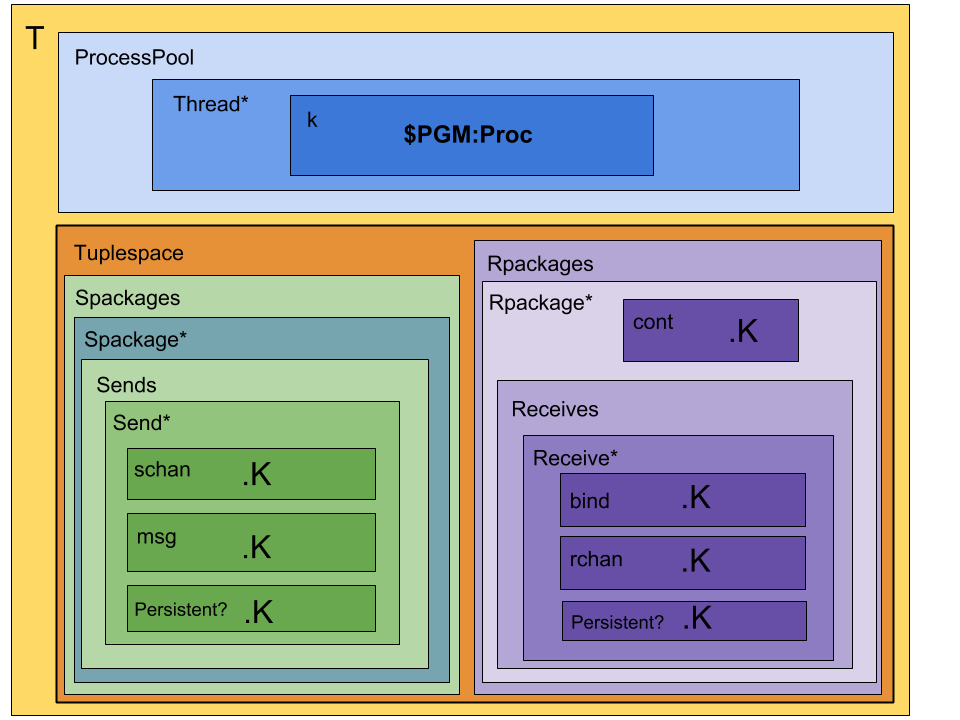 T
ProcessPool
Thread*
k
$PGM:Proc
Tuplespace
Spackages
Spackage*
Sends
Send*
schan .K
msg .K
Persistent? .K
Rpackages
Rpackage*
cont .K
Receives
Receive*
bind .K
rchan .K
Persistent? .K